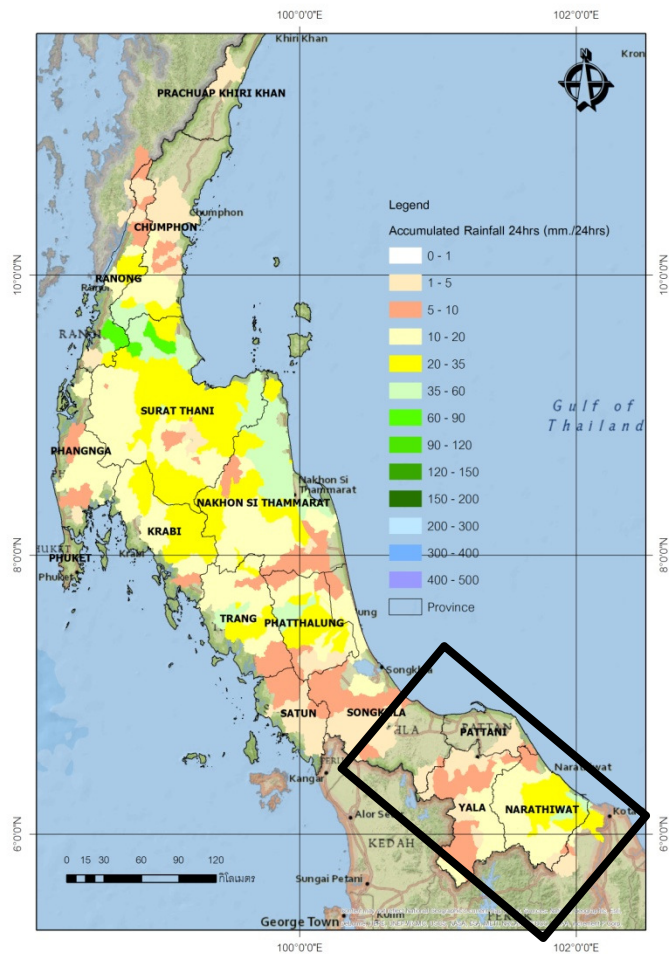 100°0'0"E
102°0'0"E
Khiri Khan
Kron
N
PRACHUAP KHIRI KHAN
Chumphon
CHUMPHON
Legend
Accumulated Rainfall 24hrs (mm./24hrs)
0 - 1
1 - 5
5 - 10
10 - 20
20 - 35
35 - 60
60 - 90
90 - 120
120 - 150
150 - 200
200 - 300
300 - 400
400 - 500
Province
10°0'0"N
10°0'0"N
RANONG
SURAT THANI
Gulf of
Thailand
PHANGNGA
Nakhon Si
Thammarat
NAKHON SI THAMMARAT
KRABI
Krabi
8°0'0"N
8°0'0"N
PHUKET
Phuket
TRANG
PHATTHALUNG
Songkhla
SATUN
SONGKLA
PATTANI
Narathiwat
Kangar
YALA
NARATHIWAT
Kota
6°0'0"N
6°0'0"N
Alor Setar
KEDAH
0 15 30 60 90 120
กิโลเมตร
Sungai Petani
George Town
100°0'0"E
102°0'0"E